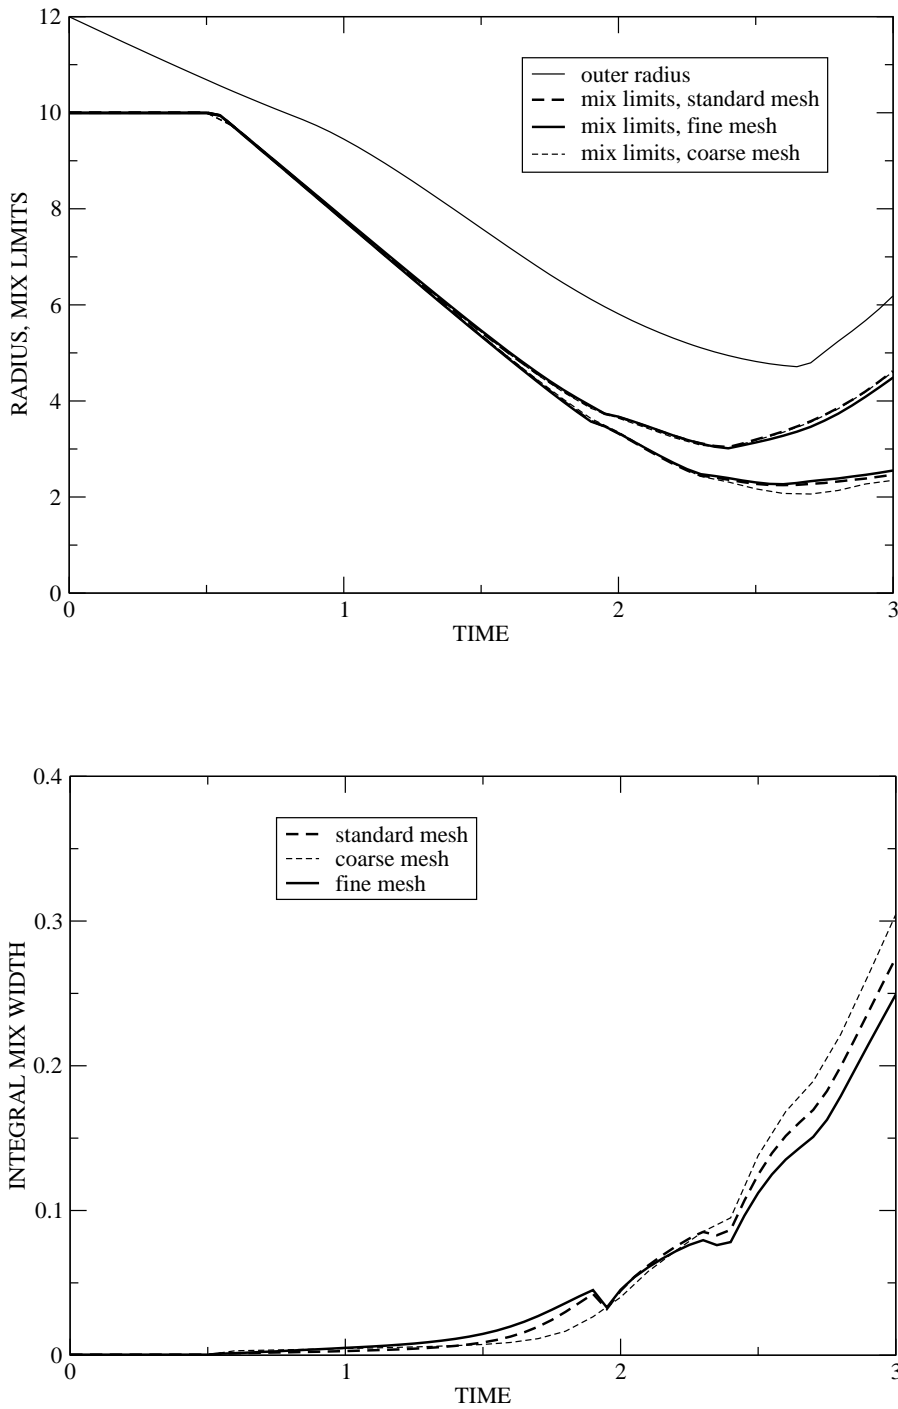 12
10
8
6
4
2
0
RADIUS, MIX LIMITS
outer radius
mix limits, standard mesh
mix limits, fine mesh
mix limits, coarse mesh
0 1 2 3
TIME
0.4
0.3
0.2
0.1
0
INTEGRAL MIX WIDTH
standard mesh
coarse mesh
fine mesh
0 1 2 3
TIME